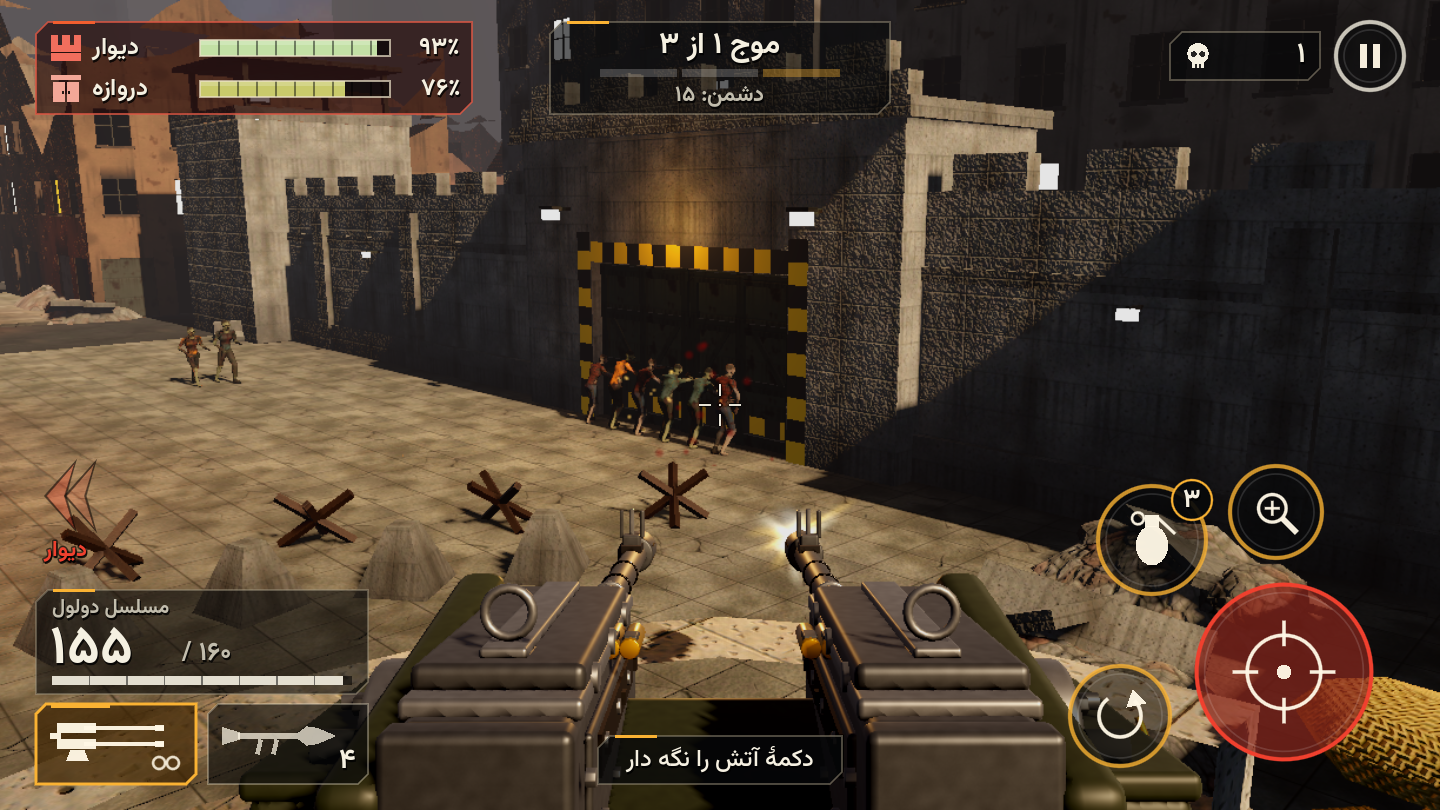 دیوار ۹۳٪
دروازه ۷۶٪
موج ۱ از ۳
دشمن: ۱۵
۱
۳
دیوار
مسلسل دولول
۱۵۵ / ۱۶۰
∞
۴
دکمهٔ آتش را نگه دار